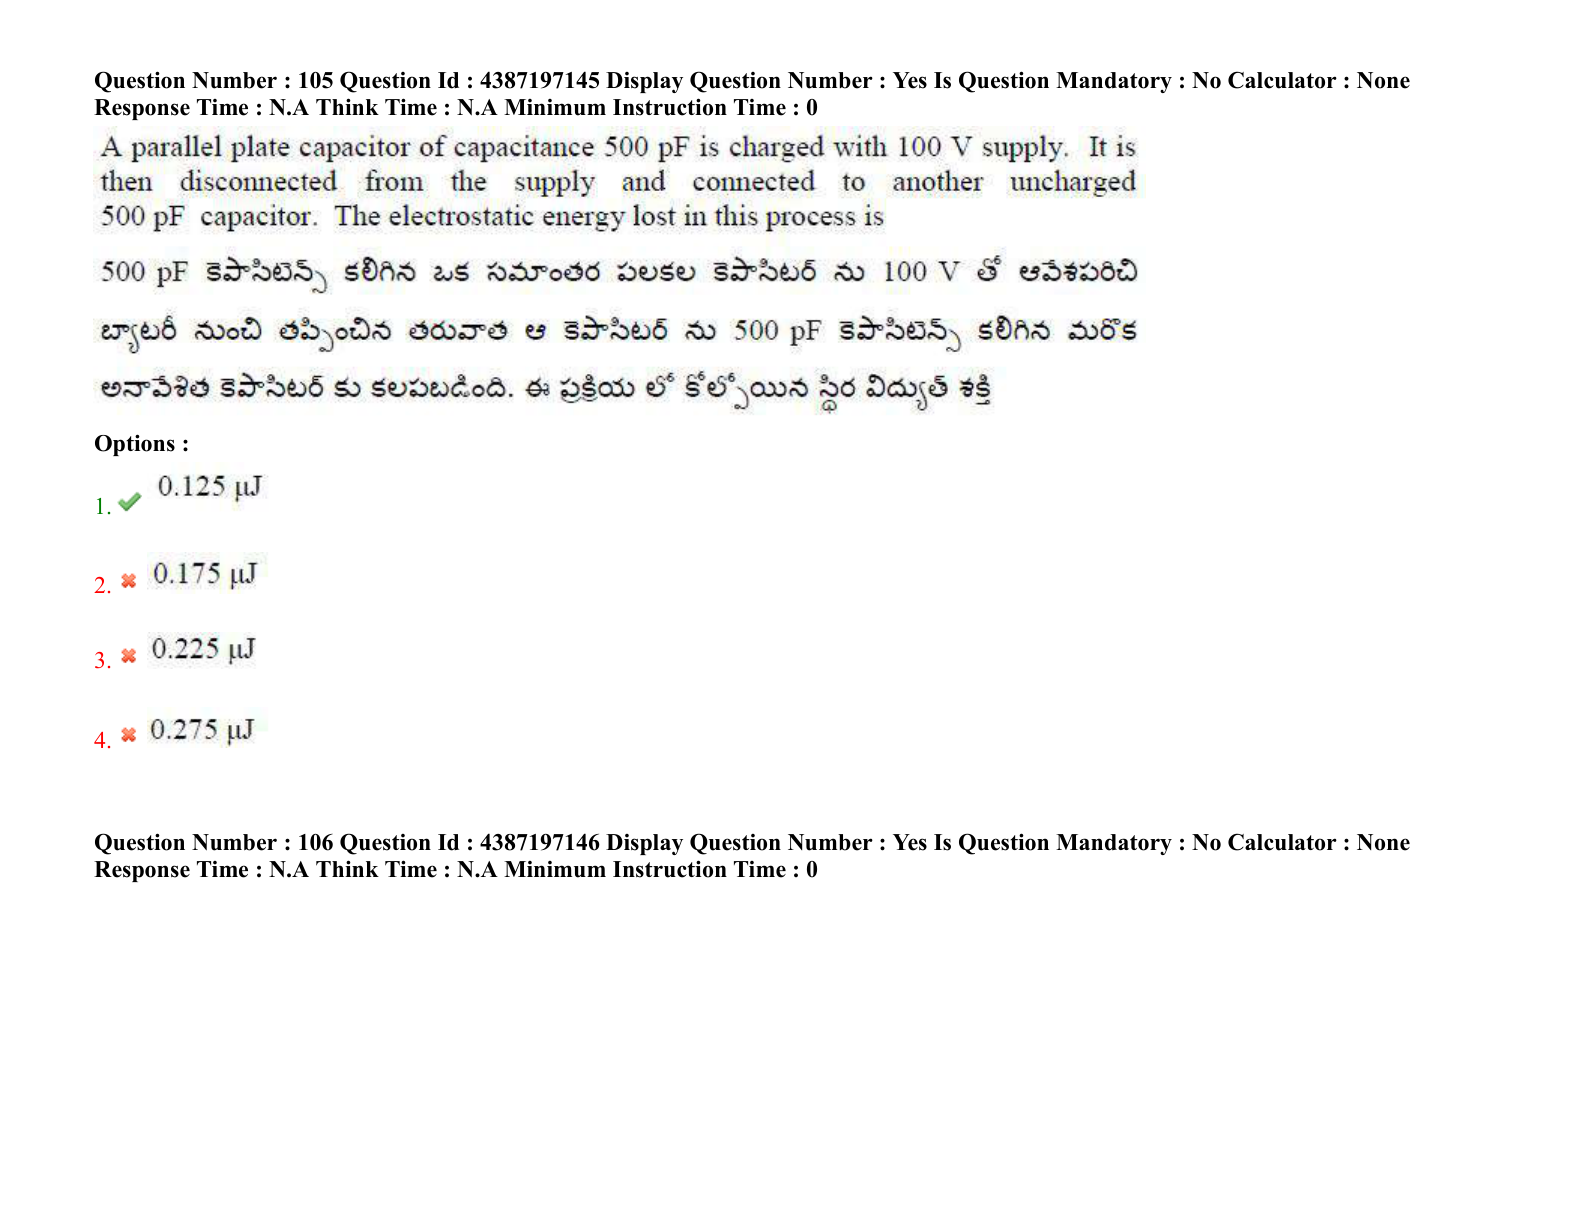 Question Number : 105 Question Id : 4387197145 Display Question Number : Yes Is Question Mandatory : No Calculator : None
Response Time : N.A Think Time : N.A Minimum Instruction Time : 0
A parallel plate capacitor of capacitance 500 pF is charged with 100 V supply. It is
then disconnected from the supply and connected to another uncharged
500 pF capacitor. The electrostatic energy lost in this process is
500 pF కెపాసిటెన్స్ కలిగిన ఒక సమాంతర పలకల కెపాసిటర్ ను 100 V తో ఆవేశపరిచి
బ్యాటరీ నుంచి తప్పించిన తరువాత ఆ కెపాసిటర్ ను 500 pF కెపాసిటెన్స్ కలిగిన మరొక
అనావేశిత కెపాసిటర్ కు కలపబడింది. ఈ ప్రక్రియ లో కోల్పోయిన స్థిర విద్యుత్ శక్తి
Options :
1. 0.125 μJ
2. 0.175 μJ
3. 0.225 μJ
4. 0.275 μJ
Question Number : 106 Question Id : 4387197146 Display Question Number : Yes Is Question Mandatory : No Calculator : None
Response Time : N.A Think Time : N.A Minimum Instruction Time : 0